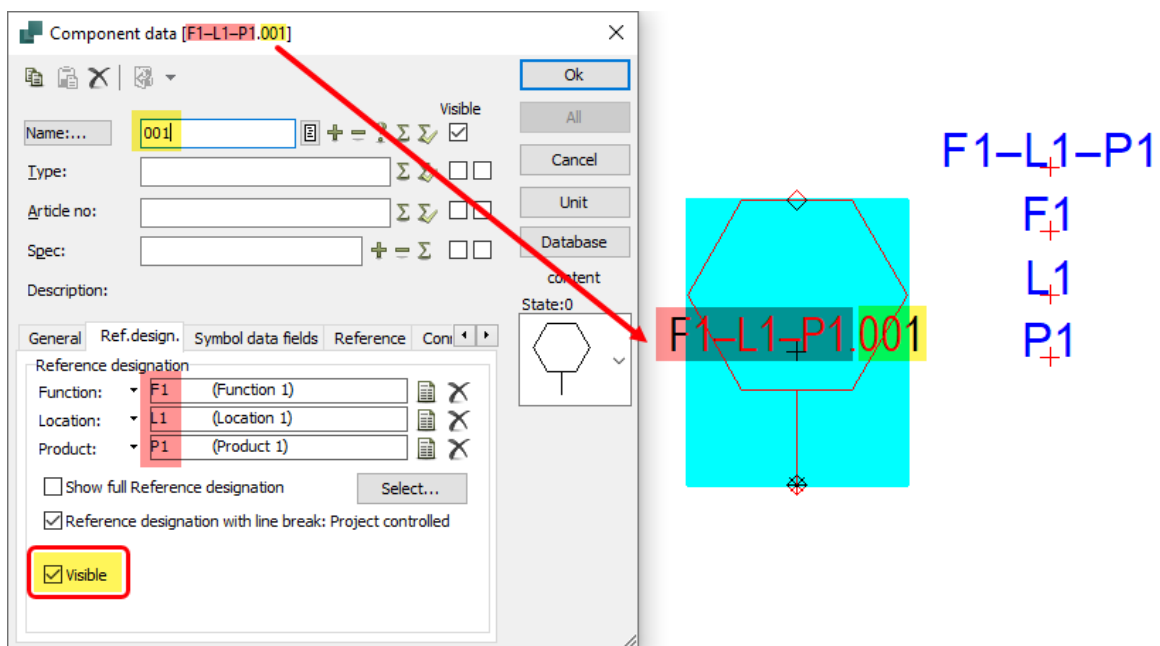 Component data [F1–L1–P1.001]
Ok
Visible
All
Name:... 001
Cancel
Type:
Unit
Article no:
Database
Spec:
content
Description:
State:0
General Ref.design. Symbol data fields Reference Con
Reference designation
Function: F1 (Function 1)
Location: L1 (Location 1)
Product: P1 (Product 1)
Show full Reference designation Select...
Reference designation with line break: Project controlled
Visible
F1–L1–P1.001
F1–L1–P1
F1
L1
P1